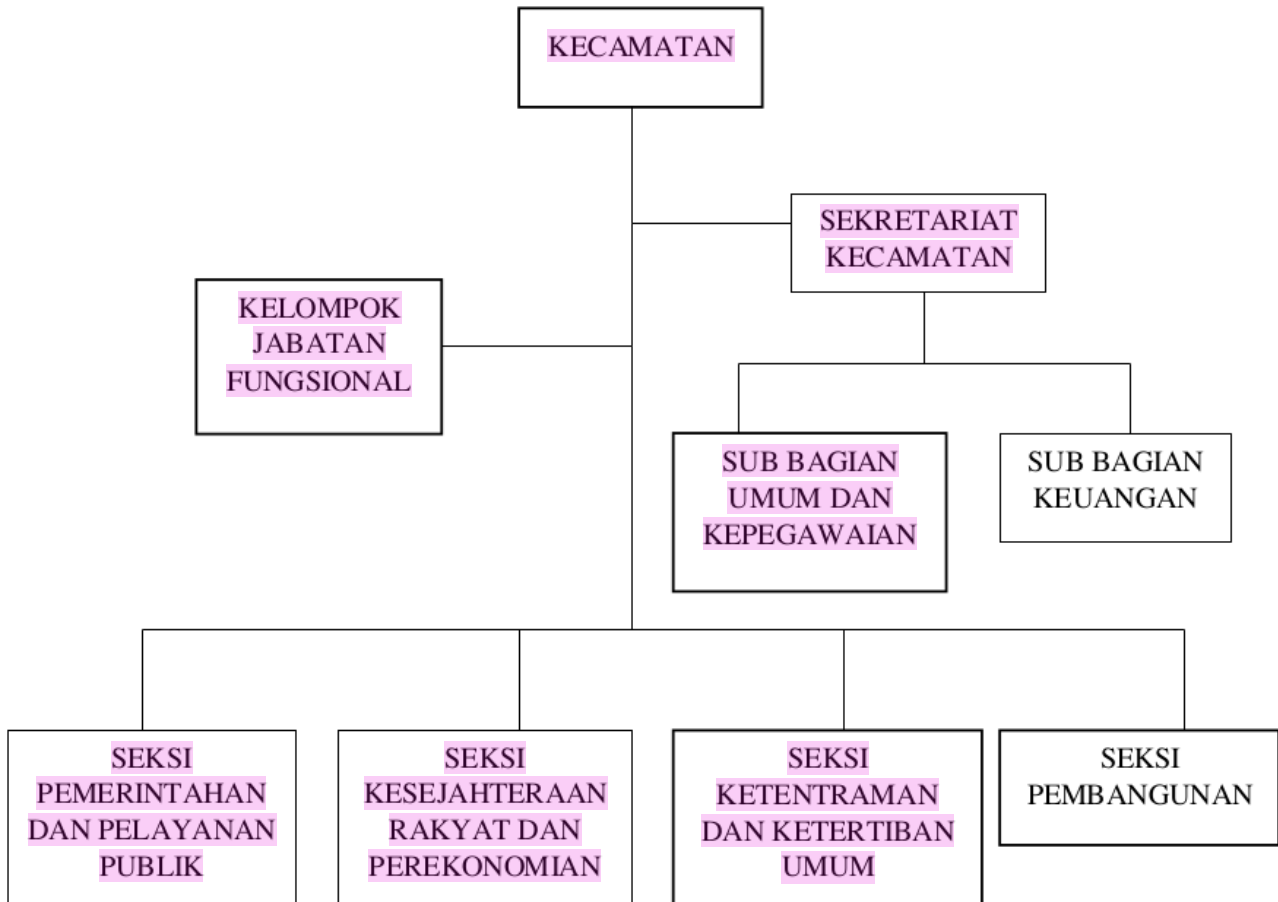 KECAMATAN
SEKRETARIAT
KECAMATAN
KELOMPOK
JABATAN
FUNGSIONAL
SUB BAGIAN
UMUM DAN
KEPEGAWAIAN
SUB BAGIAN
KEUANGAN
SEKSI
PEMERINTAHAN
DAN PELAYANAN
PUBLIK
SEKSI
KESEJAHTERAAN
RAKYAT DAN
PEREKONOMIAN
SEKSI
KETENTRAMAN
DAN KETERTIBAN
UMUM
SEKSI
PEMBANGUNAN